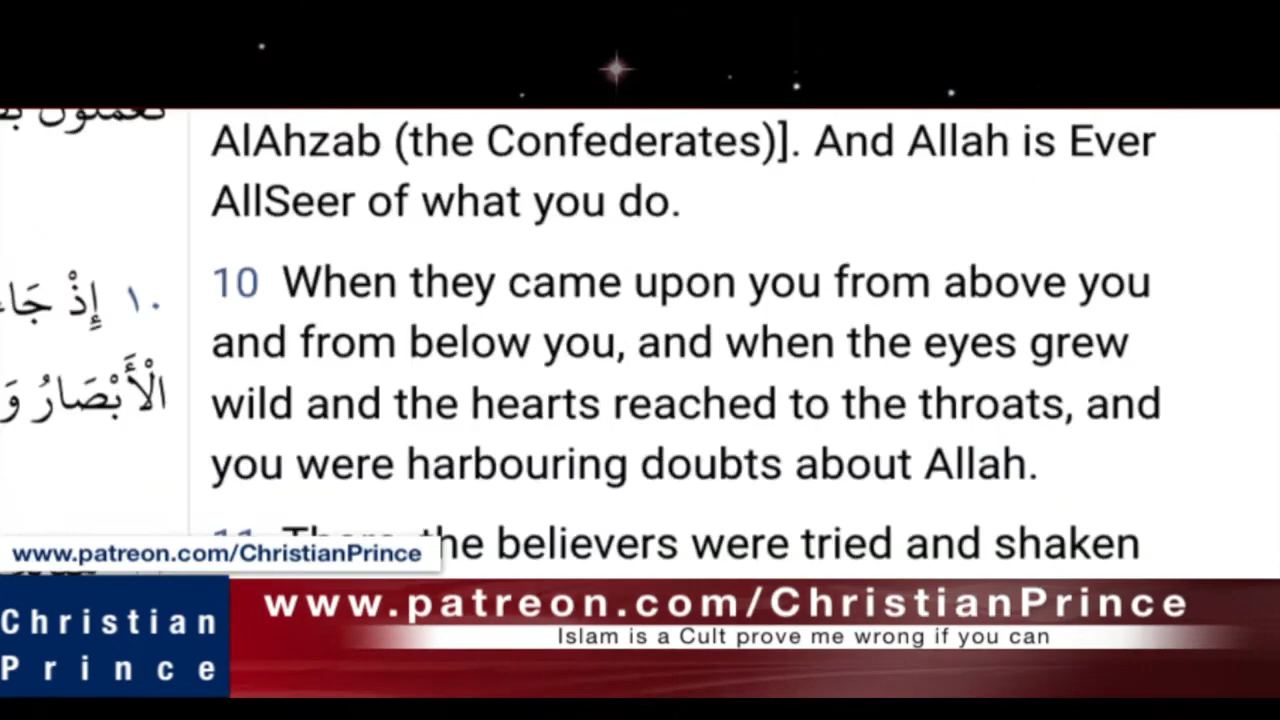 تعملون
AlAhzab (the Confederates)]. And Allah is Ever
AllSeer of what you do.
١٠ إِذْ
10 When they came upon you from above you
and from below you, and when the eyes grew
الْأَبْصَارُ وَ
wild and the hearts reached to the throats, and
you were harbouring doubts about Allah.
the believers were tried and shaken
www.patreon.com/ChristianPrince
Christian
Prince
www.patreon.com/ChristianPrince
Islam is a Cult prove me wrong if you can